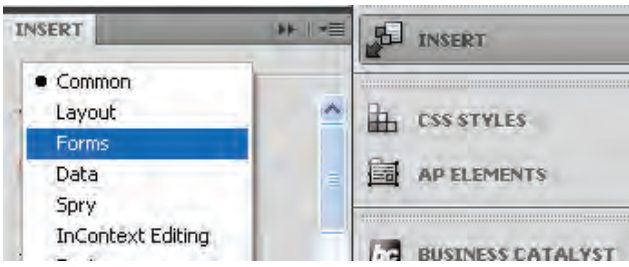 INSERT
Common
Layout
Forms
Data
Spry
InContext Editing
INSERT
CSS STYLES
AP ELEMENTS
BUSINESS CATALYST